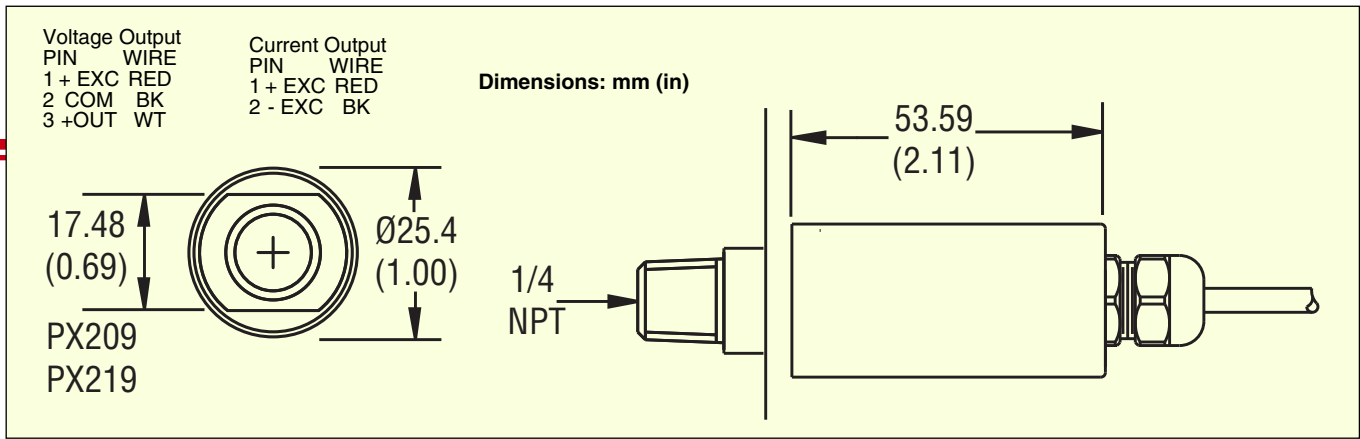 Voltage Output
PIN WIRE
1 + EXC RED
2 COM BK
3 +OUT WT
Current Output
PIN WIRE
1 + EXC RED
2 - EXC BK
Dimensions: mm (in)
53.59
(2.11)
17.48
(0.69)
Ø25.4
(1.00)
1/4
NPT
PX209
PX219